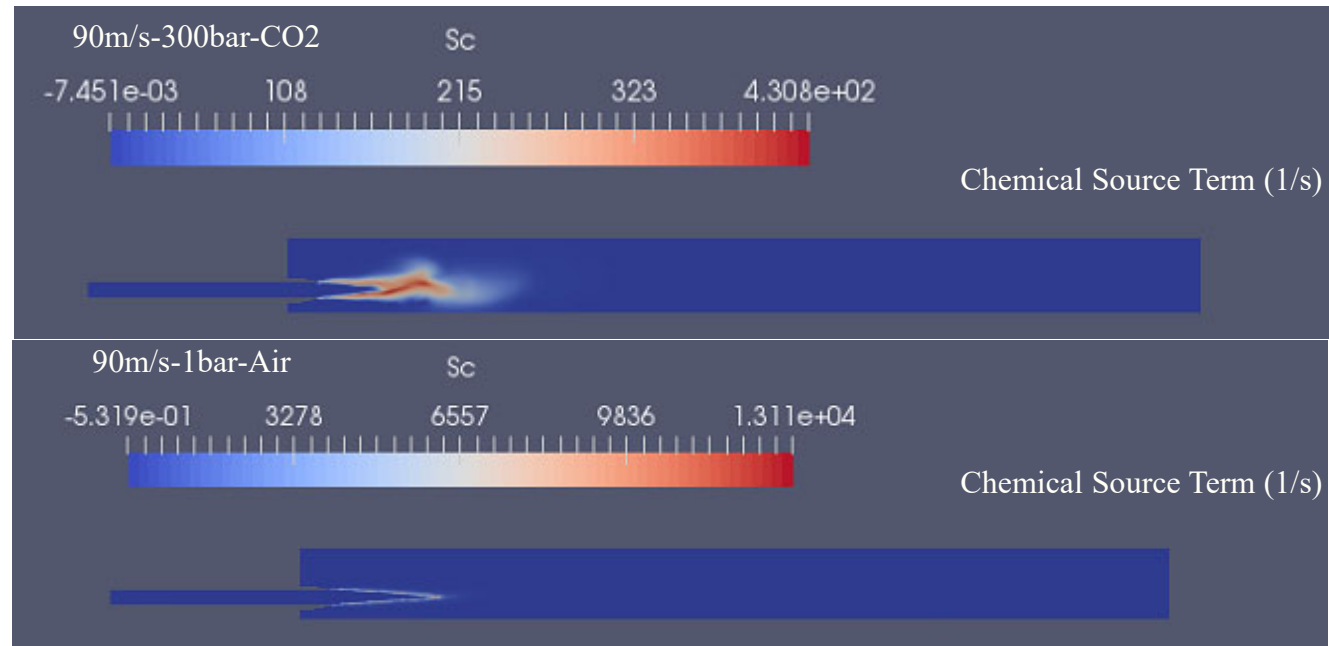 90m/s-300bar-CO2
Sc
-7.451e-03 108 215 323 4.308e+02
Chemical Source Term (1/s)
90m/s-1bar-Air
Sc
-5.319e-01 3278 6557 9836 1.311e+04
Chemical Source Term (1/s)